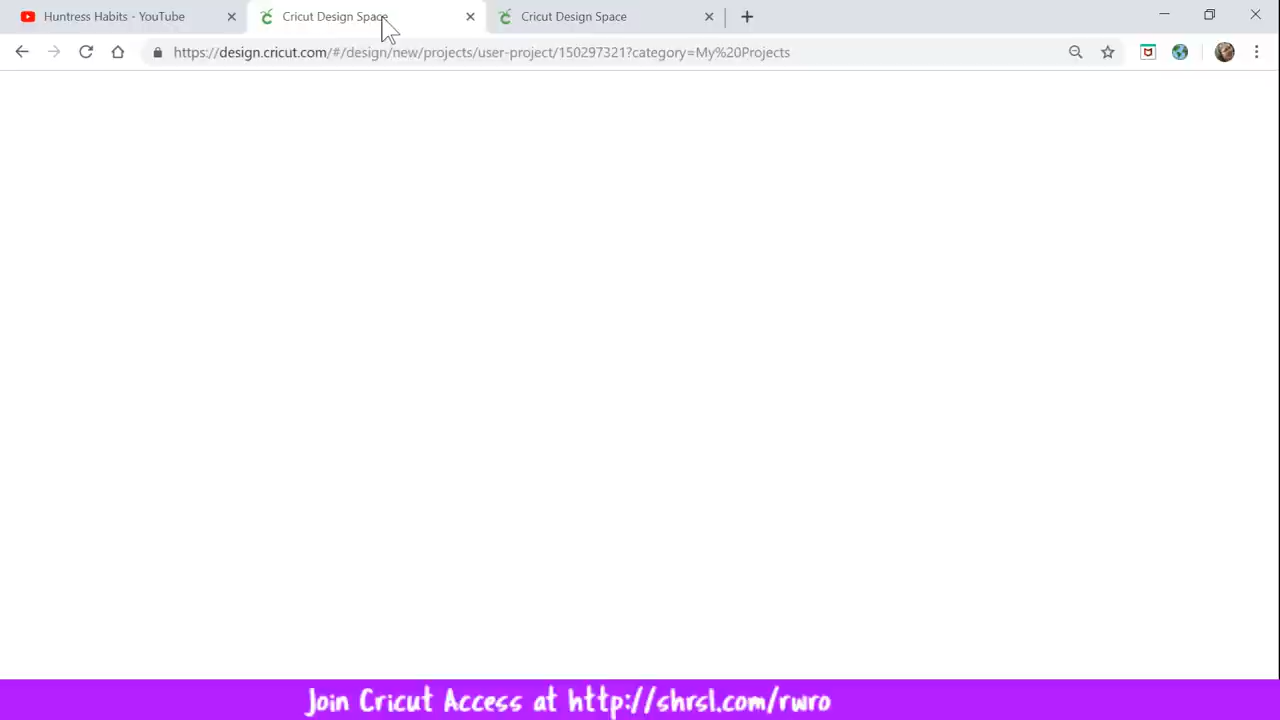 Huntress Habits - YouTube
Cricut Design Space
Cricut Design Space
https://design.cricut.com/#/design/new/projects/user-project/150297321?category=My%20Projects
Join Cricut Access at http://shrsl.com/rwro